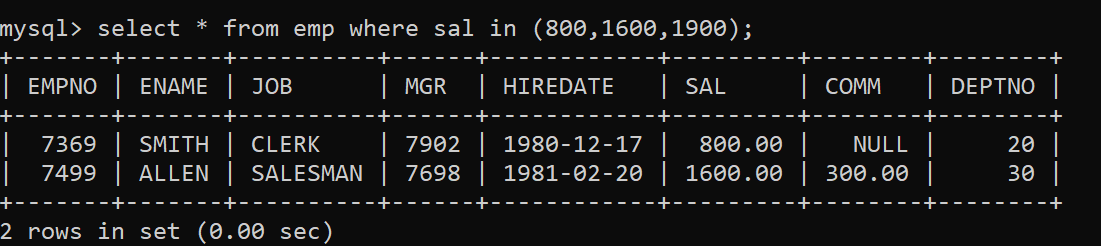 mysql> select * from emp where sal in (800,1600,1900);
+-------+-------+----------+------+------------+---------+--------+--------+
| EMPNO | ENAME | JOB      | MGR  | HIREDATE   | SAL     | COMM   | DEPTNO |
+-------+-------+----------+------+------------+---------+--------+--------+
|  7369 | SMITH | CLERK    | 7902 | 1980-12-17 |  800.00 |   NULL |     20 |
|  7499 | ALLEN | SALESMAN | 7698 | 1981-02-20 | 1600.00 | 300.00 |     30 |
+-------+-------+----------+------+------------+---------+--------+--------+
2 rows in set (0.00 sec)